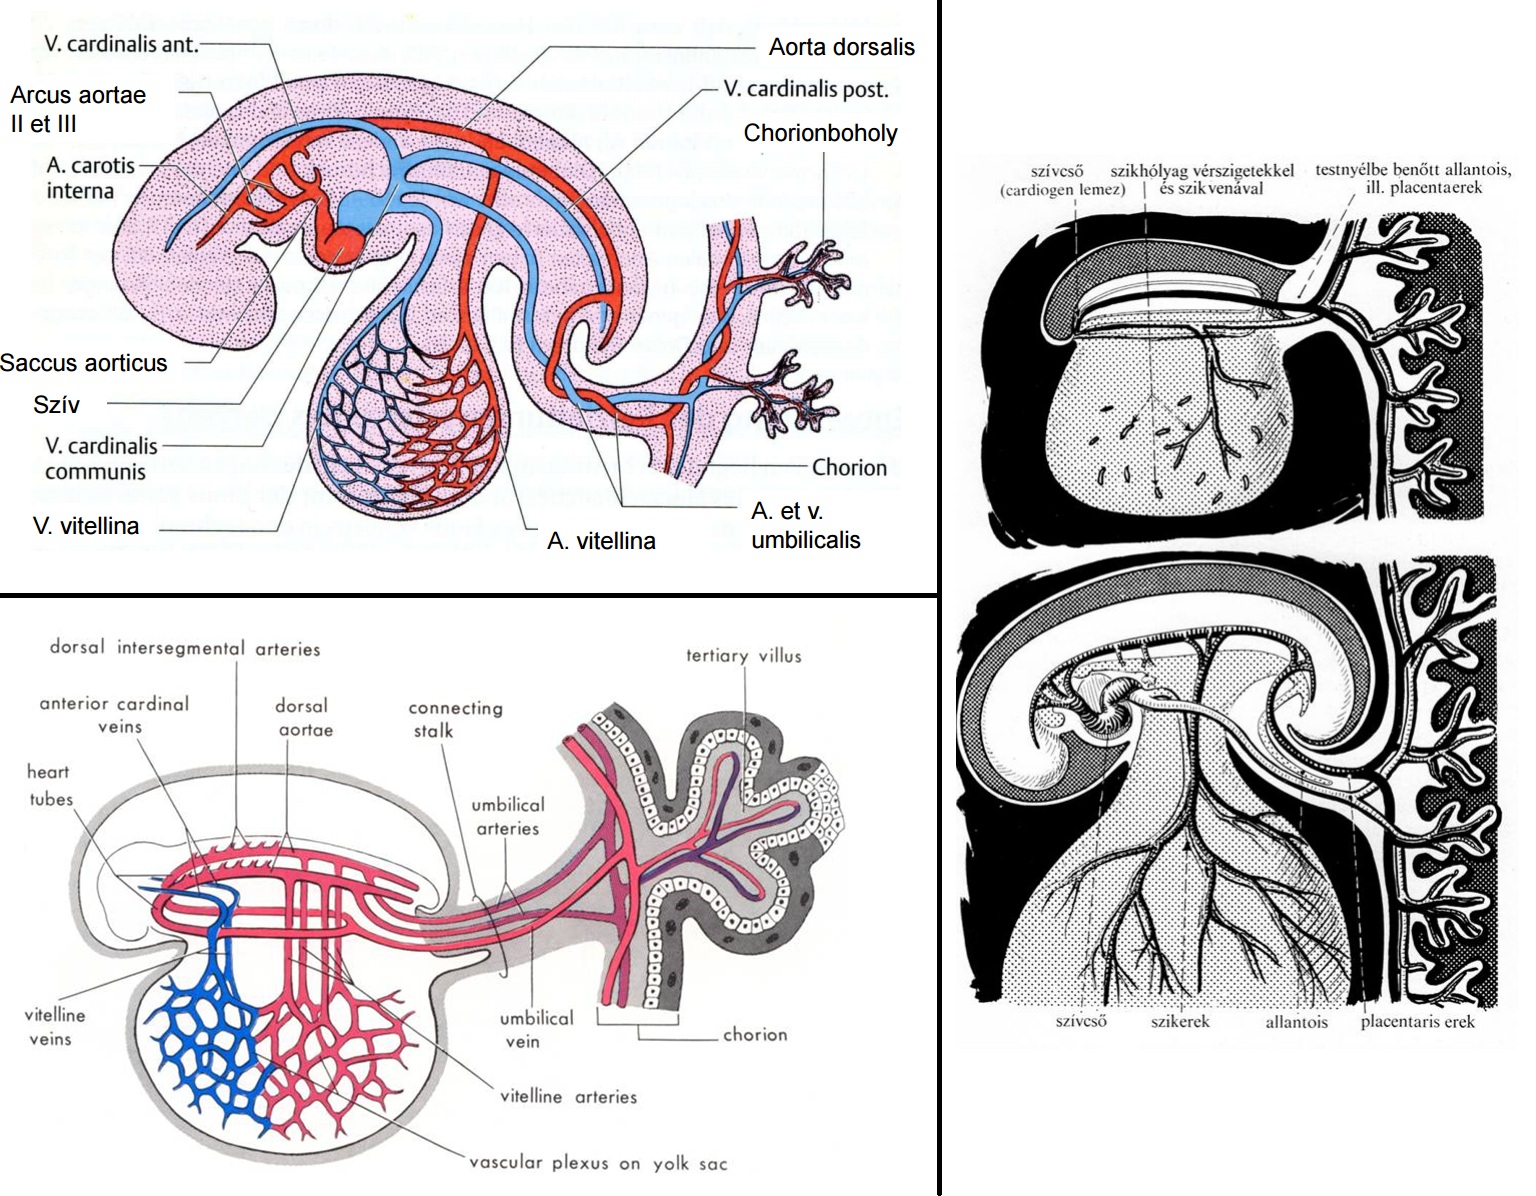 V. cardinalis ant.
Aorta dorsalis
Arcus aortae
II et III
V. cardinalis post.
Chorionboholy
A. carotis
interna
Saccus aorticus
Szív
V. cardinalis
communis
V. vitellina
Chorion
A. et v.
umbilicalis
A. vitellina
dorsal intersegmental arteries
tertiary villus
anterior cardinal
veins
dorsal
aortae
connecting
stalk
heart
tubes
umbilical
arteries
vitelline
veins
umbilical
vein
chorion
vitelline arteries
vascular plexus on yolk sac
szívcső
(cardiogen lemez)
szikhólyag vérszigetekkel
és szikvenával
testnyélbe benőtt allantois,
ill. placentaerek
szívcső
szikerek
allantois
placentaris erek